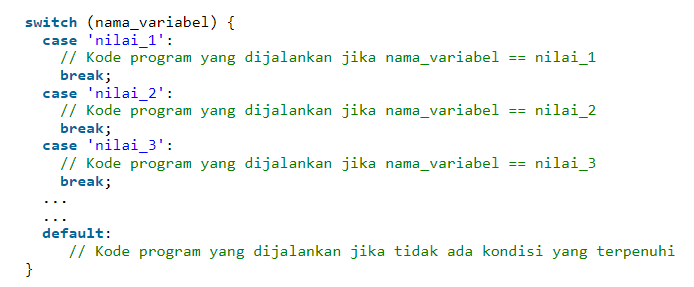 switch (nama_variabel) {
case 'nilai_1':
// Kode program yang dijalankan jika nama_variabel == nilai_1
break;
case 'nilai_2':
// Kode program yang dijalankan jika nama_variabel == nilai_2
break;
case 'nilai_3':
// Kode program yang dijalankan jika nama_variabel == nilai_3
break;
...
...
default:
// Kode program yang dijalankan jika tidak ada kondisi yang terpenuhi
}